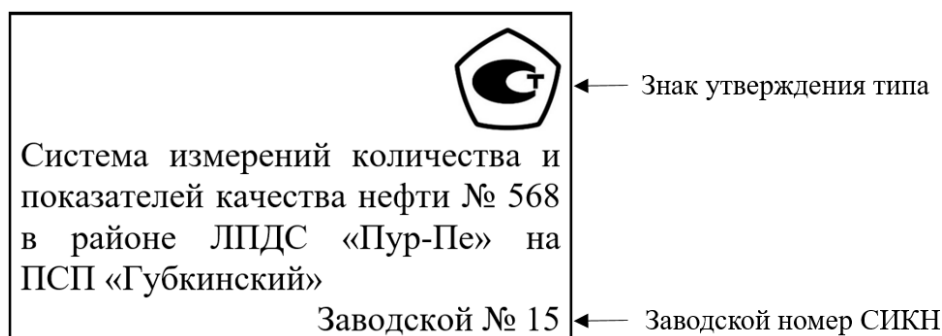 Знак утверждения типа
Система измерений количества и
показателей качества нефти № 568
в районе ЛПДС «Пур-Пе» на
ПСП «Губкинский»
Заводской № 15
Заводской номер СИКН